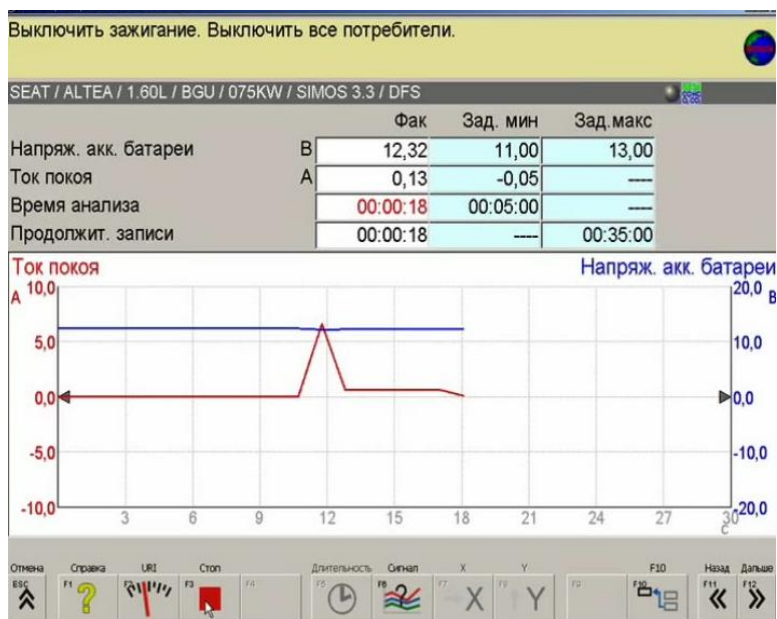 Выключить зажигание. Выключить все потребители.
SEAT / ALTEA / 1.60L / BGU / 075KW / SIMOS 3.3 / DFS
Фак Зад. мин Зад.макс
Напряж. акк. батареи В 12,32 11,00 13,00
Ток покоя А 0,13 -0,05 ----
Время анализа 00:00:18 00:05:00 ----
Продолжит. записи 00:00:18 ---- 00:35:00
Ток покоя Напряж. акк. батареи
А 10,0 20,0 В
5,0 10,0
0,0 0,0
-5,0 -10,0
-10,0 -20,0
3 6 9 12 15 18 21 24 27 30
с
Отмена Справка URI Стоп Длительность Сигнал X Y F10 Назад Дальше
ESC F1 F2 F3 F4 F5 F6 F7 X F8 Y F9 F10 F11 F12